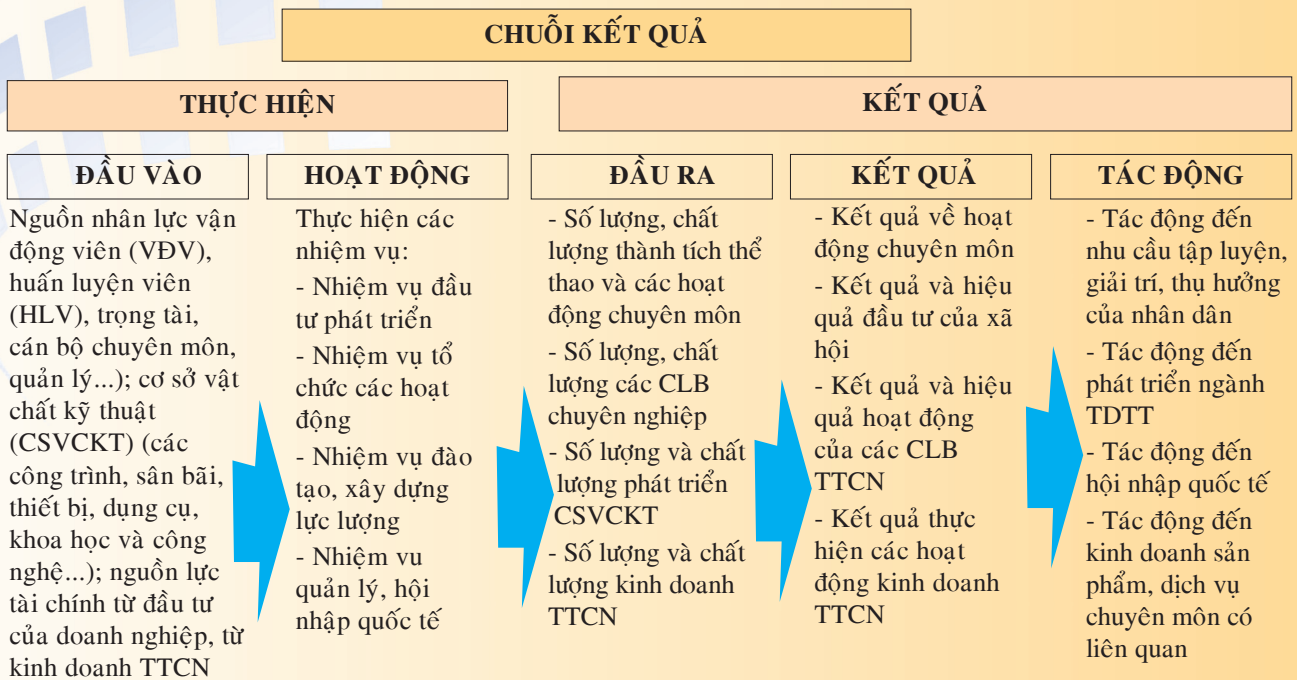 CHUỖI KẾT QUẢ
THỰC HIỆN
KẾT QUẢ
ĐẦU VÀO
Nguồn nhân lực vận
động viên (VĐV),
huấn luyện viên
(HLV), trọng tài,
cán bộ chuyên môn,
quản lý...); cơ sở vật
chất kỹ thuật
(CSVCKT) (các
công trình, sân bãi,
thiết bị, dụng cụ,
khoa học và công
nghệ...); nguồn lực
tài chính từ đầu tư
của doanh nghiệp, từ
kinh doanh TTCN
HOẠT ĐỘNG
Thực hiện các
nhiệm vụ:
- Nhiệm vụ đầu
tư phát triển
- Nhiệm vụ tổ
chức các hoạt
động
- Nhiệm vụ đào
tạo, xây dựng
lực lượng
- Nhiệm vu
quản lý, hội
nhập quốc tế
ĐẦU RA
- Số lượng, chất
lượng thành tích thể
thao và các hoạt
động chuyên môn
- Số lượng, chất
lượng các CLB
chuyên nghiệp
- Số lượng và chất
lượng phát triển
CSVCKT
- Số lượng và chất
lượng kinh doanh
TTCN
KẾT QUẢ
- Kết quả về hoạt
động chuyên môn
- Kết quả và hiệu
quả đầu tư của xã
hội
- Kết quả và hiệu
quả hoạt động
của các CLB
TTCN
- Kết quả thực
hiện các hoạt
động kinh doanh
TTCN
TÁC ĐỘNG
- Tác động đến
nhu cầu tập luyện,
giải trí, thụ hưởng
của nhân dân
- Tác động đến
phát triển ngành
TDTT
- Tác động đến
hội nhập quốc tế
- Tác động đến
kinh doanh sản
phẩm, dịch vụ
chuyên môn có
liên quan